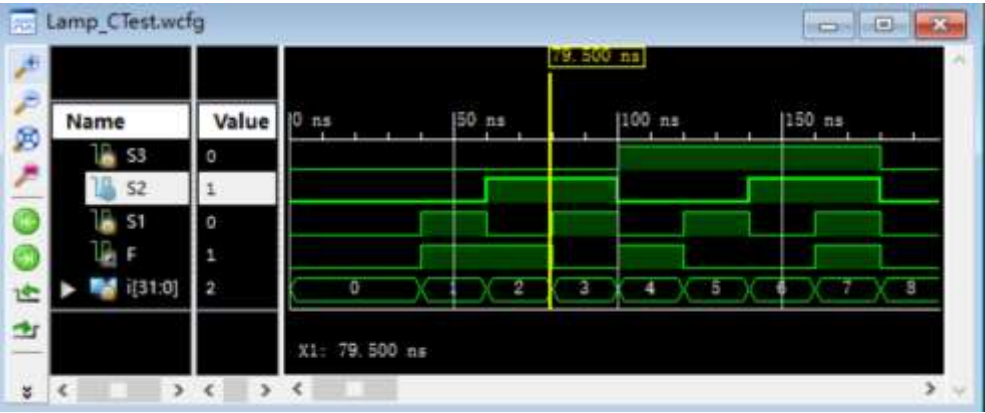 Lamp_CTest.wcfg
79.500 ns
Name Value 0 ns 50 ns 100 ns 150 ns
S3 0
S2 1
S1 0
F 1
i[31:0] 2 0 1 2 3 4 5 6 7 8
X1: 79.500 ns